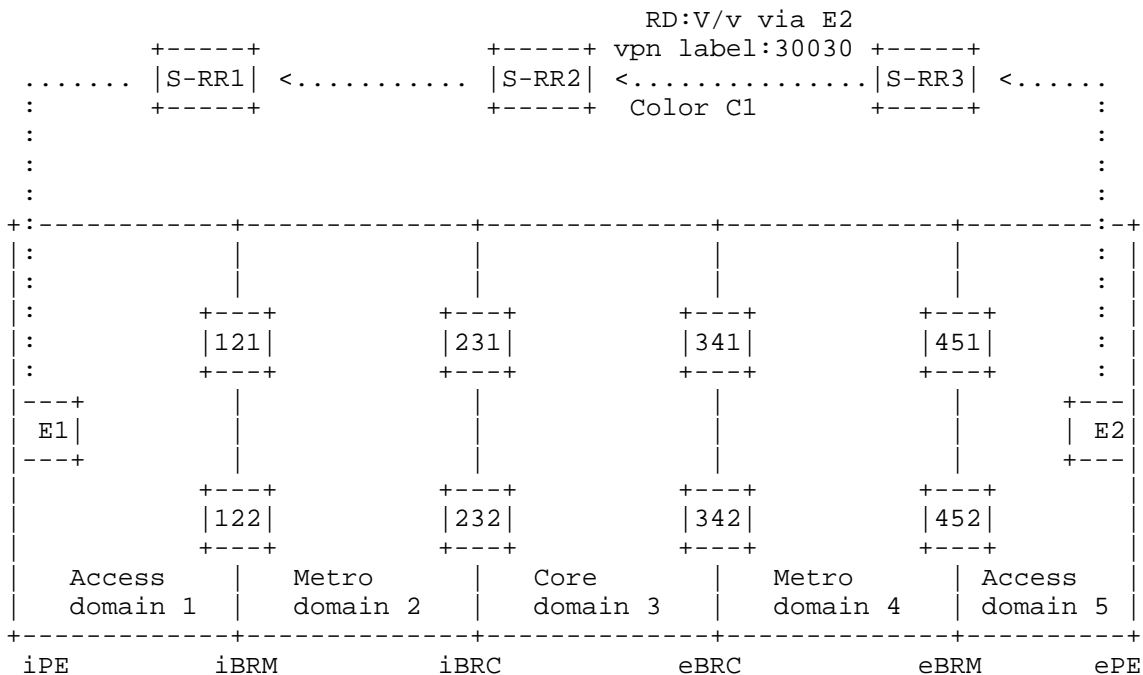 RD:V/v via E2
vpn label:30030
S-RR1 < S-RR2 < S-RR3 <
Color C1
121 231 341 451
E1 E2
122 232 342 452
Access Metro Core Metro Access
domain 1 domain 2 domain 3 domain 4 domain 5
iPE iBRM iBRC eBRC eBRM ePE